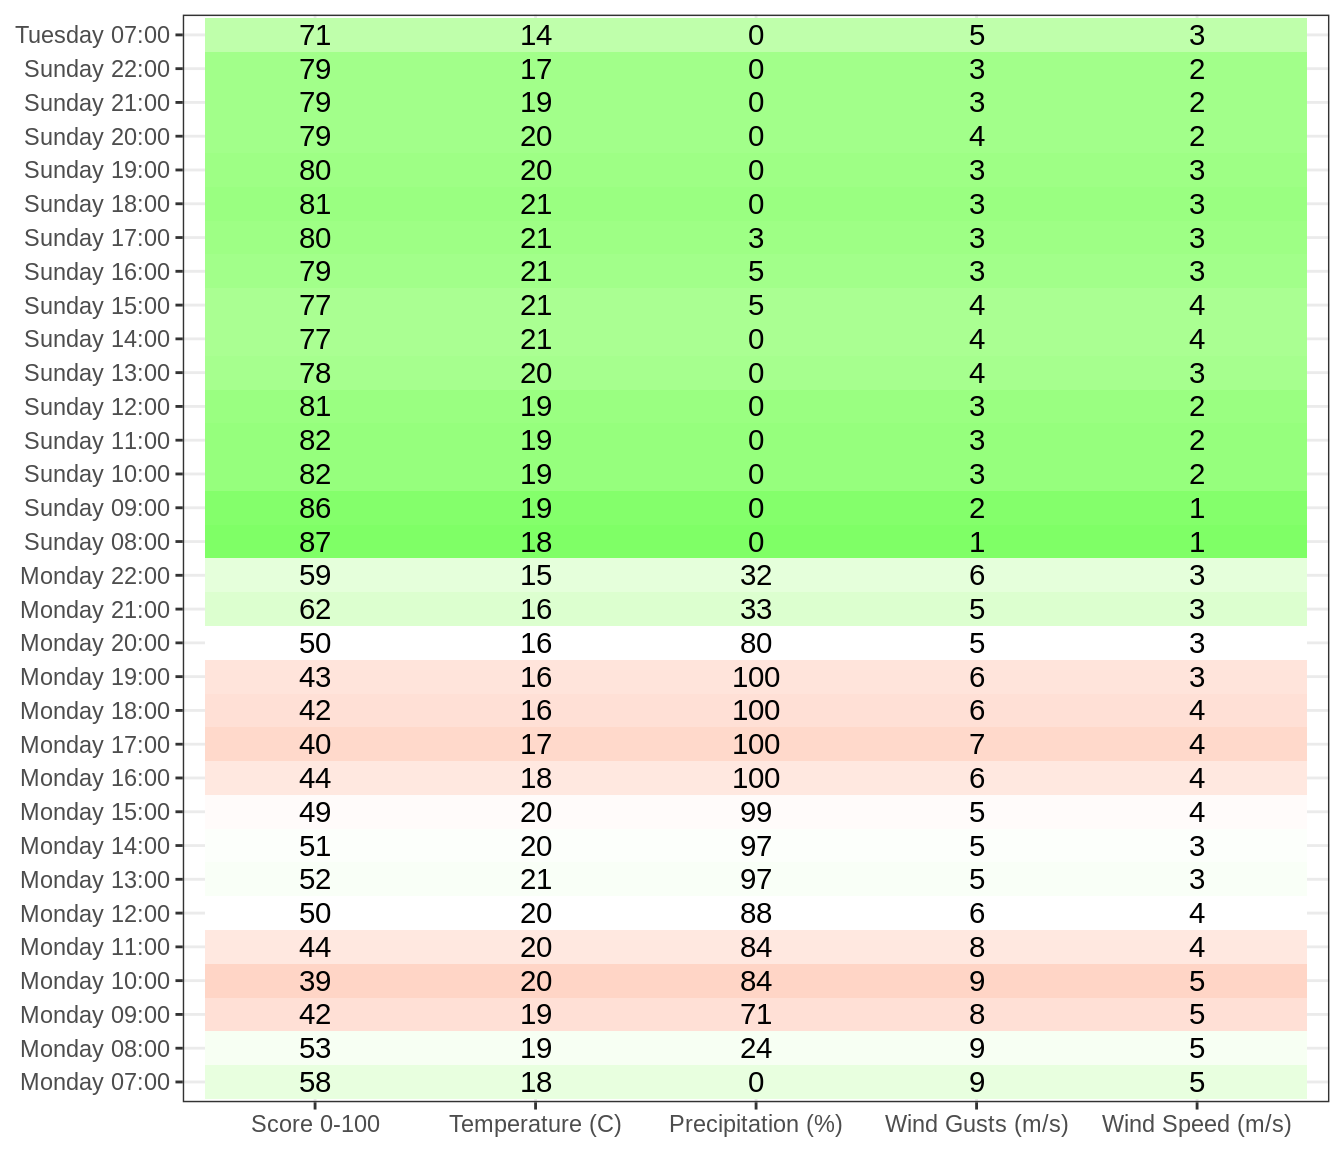 Tuesday 07:00 71 14 0 5 3
Sunday 22:00 79 17 0 3 2
Sunday 21:00 79 19 0 3 2
Sunday 20:00 79 20 0 4 2
Sunday 19:00 80 20 0 3 3
Sunday 18:00 81 21 0 3 3
Sunday 17:00 80 21 3 3 3
Sunday 16:00 79 21 5 3 3
Sunday 15:00 77 21 5 4 4
Sunday 14:00 77 21 0 4 4
Sunday 13:00 78 20 0 4 3
Sunday 12:00 81 19 0 3 2
Sunday 11:00 82 19 0 3 2
Sunday 10:00 82 19 0 3 2
Sunday 09:00 86 19 0 2 1
Sunday 08:00 87 18 0 1 1
Monday 22:00 59 15 32 6 3
Monday 21:00 62 16 33 5 3
Monday 20:00 50 16 80 5 3
Monday 19:00 43 16 100 6 3
Monday 18:00 42 16 100 6 4
Monday 17:00 40 17 100 7 4
Monday 16:00 44 18 100 6 4
Monday 15:00 49 20 99 5 4
Monday 14:00 51 20 97 5 3
Monday 13:00 52 21 97 5 3
Monday 12:00 50 20 88 6 4
Monday 11:00 44 20 84 8 4
Monday 10:00 39 20 84 9 5
Monday 09:00 42 19 71 8 5
Monday 08:00 53 19 24 9 5
Monday 07:00 58 18 0 9 5
Score 0-100 Temperature (C) Precipitation (%) Wind Gusts (m/s) Wind Speed (m/s)